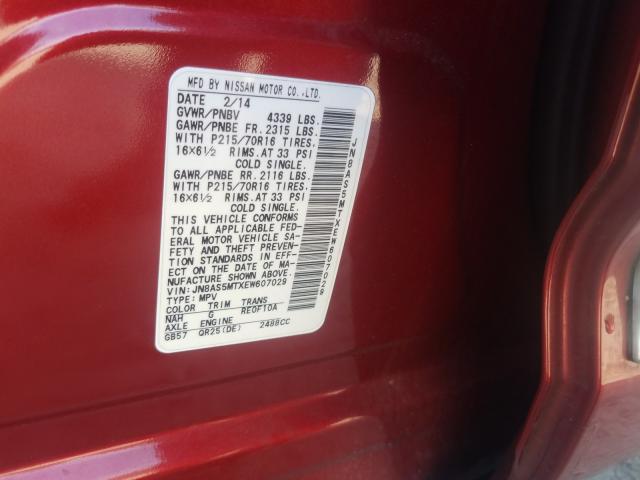 MFD BY NISSAN MOTOR CO.,LTD.
DATE 2/14
GVWR/PNBV 4339 LBS.
GAWR/PNBE FR. 2315 LBS.
WITH P215/70R16 TIRES.
16×6½ RIMS.AT 33 PSI
COLD SINGLE.
GAWR/PNBE RR. 2116 LBS.
WITH P215/70R16 TIRES.
16×6½ RIMS.AT 33 PSI
COLD SINGLE.
THIS VEHICLE CONFORMS
TO ALL APPLICABLE FED-
ERAL MOTOR VEHICLE SA-
FETY AND THEFT PREVEN-
TION STANDARDS IN EFF-
ECT ON THE DATE OF MA-
NUFACTURE SHOWN ABOVE.
VIN:JN8AS5MTXEW607029
TYPE: MPV
COLOR TRIM TRANS
NAH G RE0F10A
AXLE ENGINE
GB57 QR25(DE) 2488CC
JN8AS5MTXEW607029